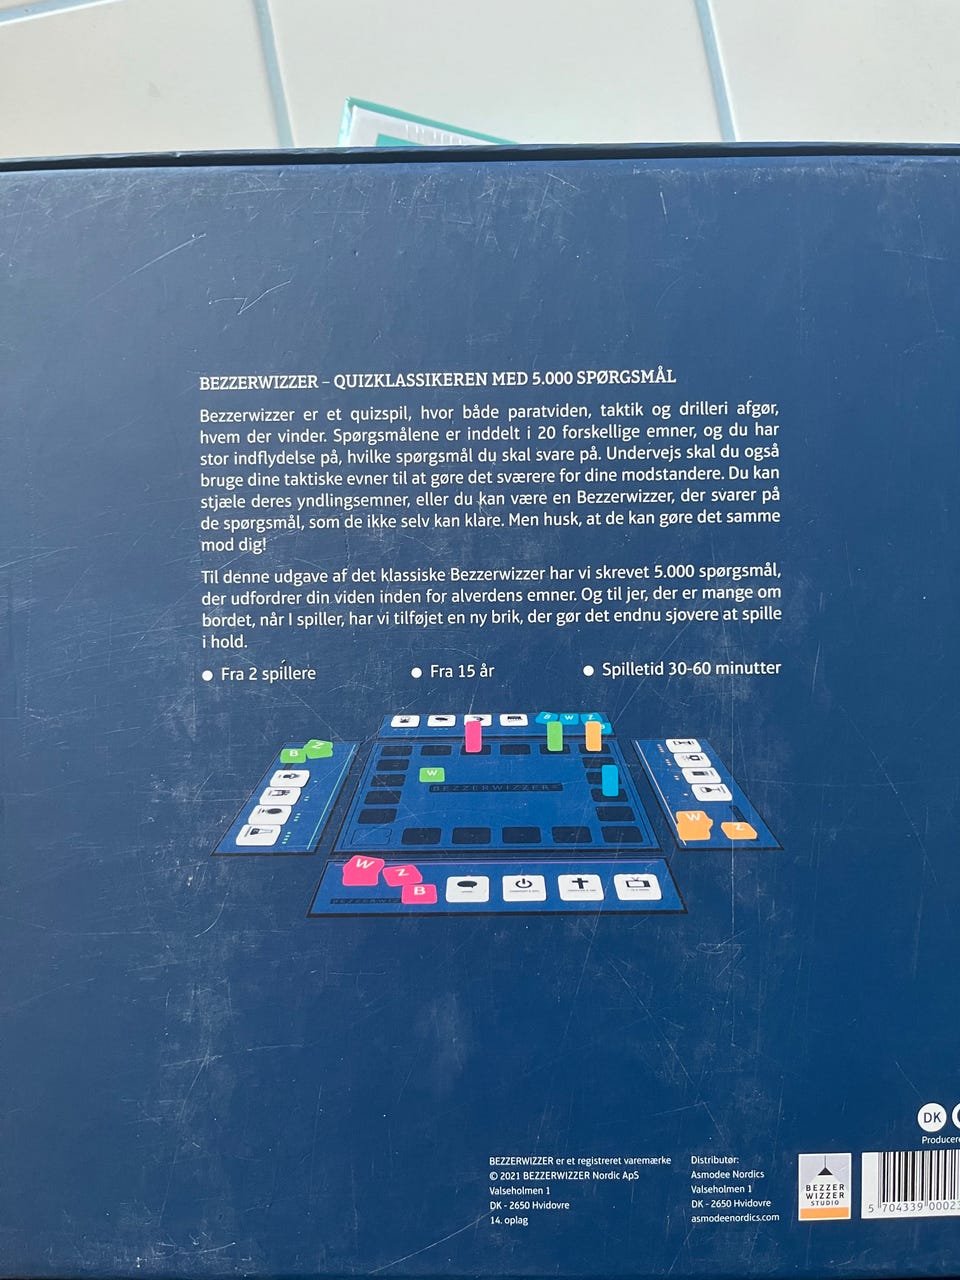 BEZZERWIZZER – QUIZKLASSIKEREN MED 5.000 SPØRGSMÅL
Bezzerwizzer er et quizspil, hvor både paratviden, taktik og drilleri afgør,
hvem der vinder. Spørgsmålene er inddelt i 20 forskellige emner, og du har
stor indflydelse på, hvilke spørgsmål du skal svare på. Undervejs skal du også
bruge dine taktiske evner til at gøre det sværere for dine modstandere. Du kan
stjæle deres yndlingsemner, eller du kan være en Bezzerwizzer, der svarer på
de spørgsmål, som de ikke selv kan klare. Men husk, at de kan gøre det samme
mod dig!
Til denne udgave af det klassiske Bezzerwizzer har vi skrevet 5.000 spørgsmål,
der udfordrer din viden inden for alverdens emner. Og til jer, der er mange om
bordet, når I spiller, har vi tilføjet en ny brik, der gør det endnu sjovere at spille
i hold.
● Fra 2 spillere ● Fra 15 år ● Spilletid 30-60 minutter
B W Z
B Z
W
BEZZERWIZZER
W Z
W Z B
DK
BEZZERWIZZER er et registreret varemærke
© 2021 BEZZERWIZZER Nordic ApS
Valseholmen 1
DK - 2650 Hvidovre
14. oplag
Distributør:
Asmodee Nordics
Valseholmen 1
DK - 2650 Hvidovre
asmodeenordics.com
BEZZER
WIZZER
STUDIO
5 704339 00023